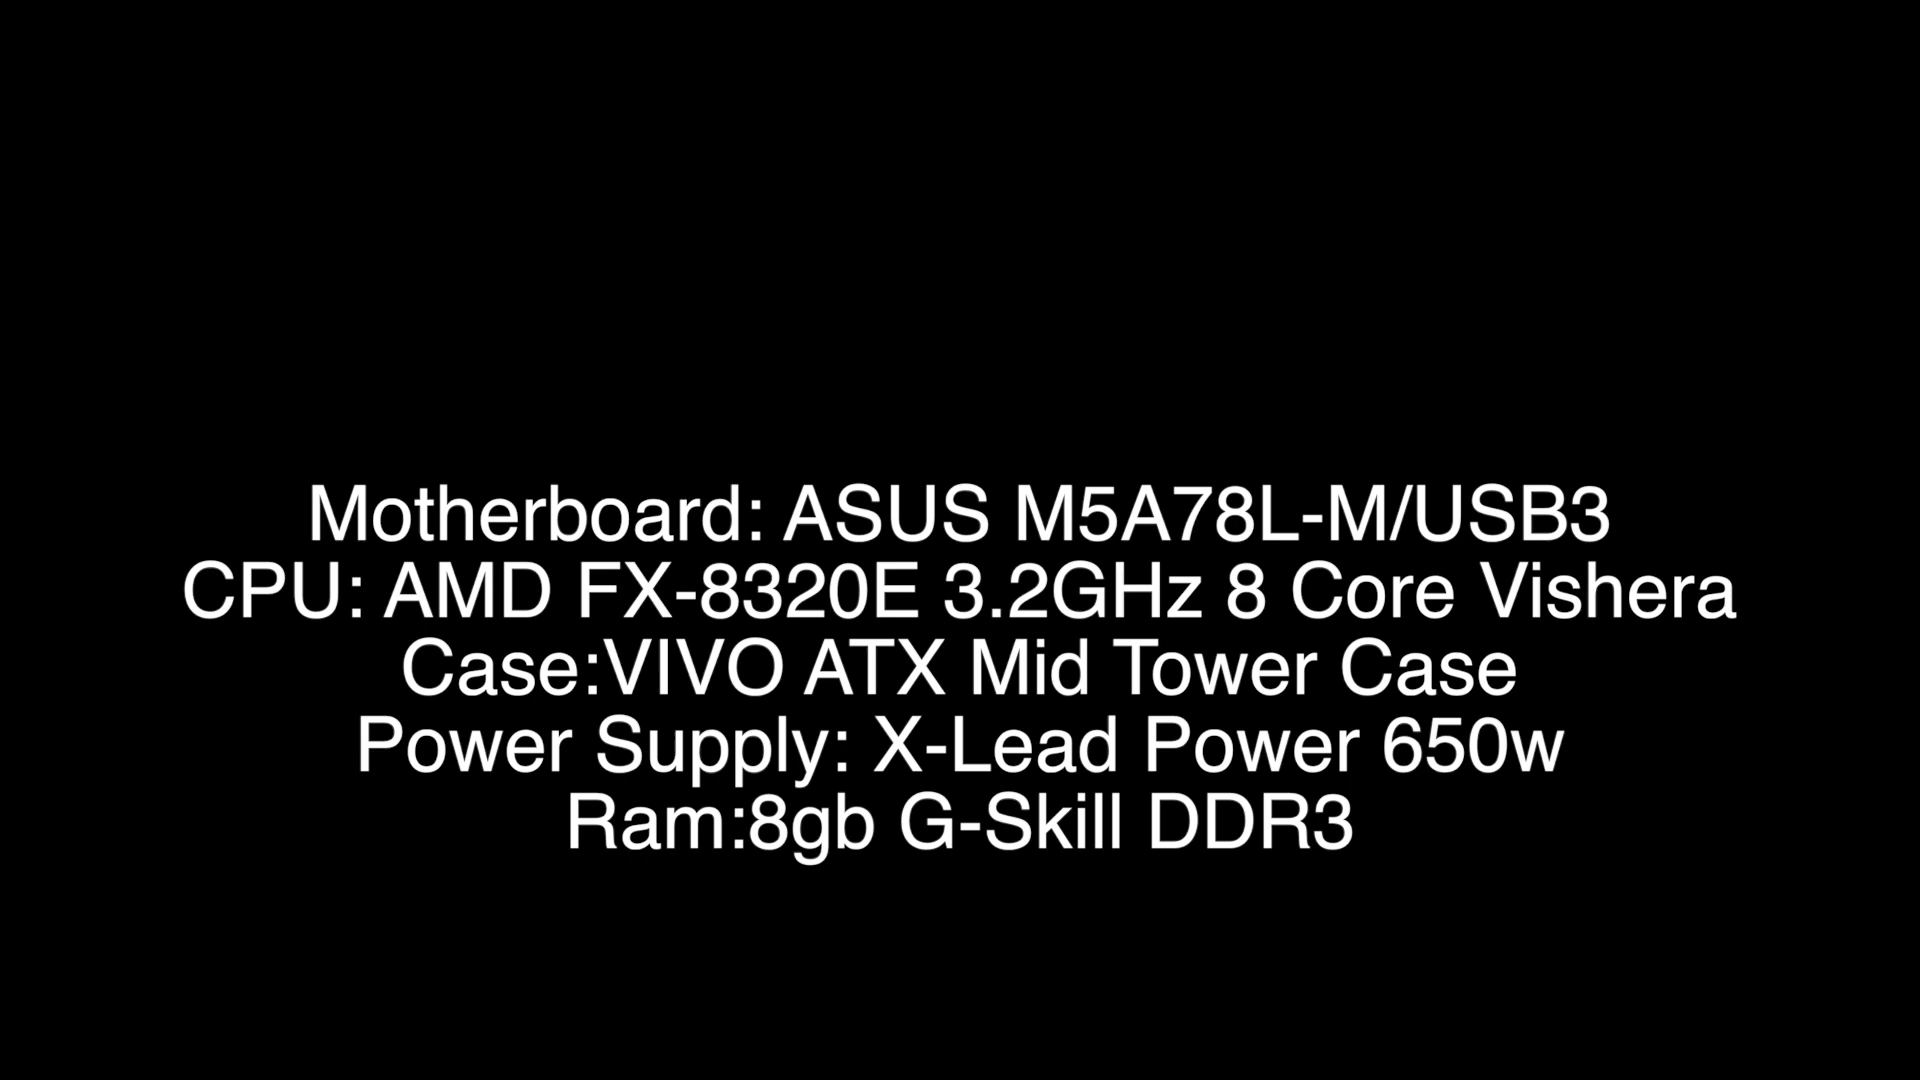 Motherboard: ASUS M5A78L-M/USB3
CPU: AMD FX-8320E 3.2GHz 8 Core Vishera
Case:VIVO ATX Mid Tower Case
Power Supply: X-Lead Power 650w
Ram:8gb G-Skill DDR3